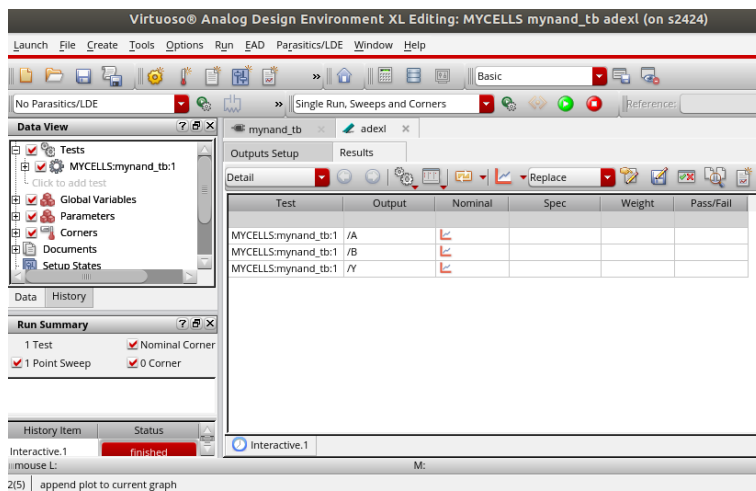 Virtuoso® Analog Design Environment XL Editing: MYCELLS mynand_tb adexl (on s2424)
Launch File Create Tools Options Run EAD Parasitics/LDE Window Help
» Basic
No Parasitics/LDE » Single Run, Sweeps and Corners Reference:
Data View ? mynand_tb × adexl ×
Tests
MYCELLS:mynand_tb:1
Click to add test
Global Variables
Parameters
Corners
Documents
Setup States
Data History
Outputs Setup Results
Detail Replace
Test Output Nominal Spec Weight Pass/Fail
MYCELLS:mynand_tb:1 /A
MYCELLS:mynand_tb:1 /B
MYCELLS:mynand_tb:1 /Y
Run Summary ?
1 Test Nominal Corner
1 Point Sweep 0 Corner
History Item Status
Interactive.1 finished
Interactive.1
mouse L: M:
2(5) append plot to current graph